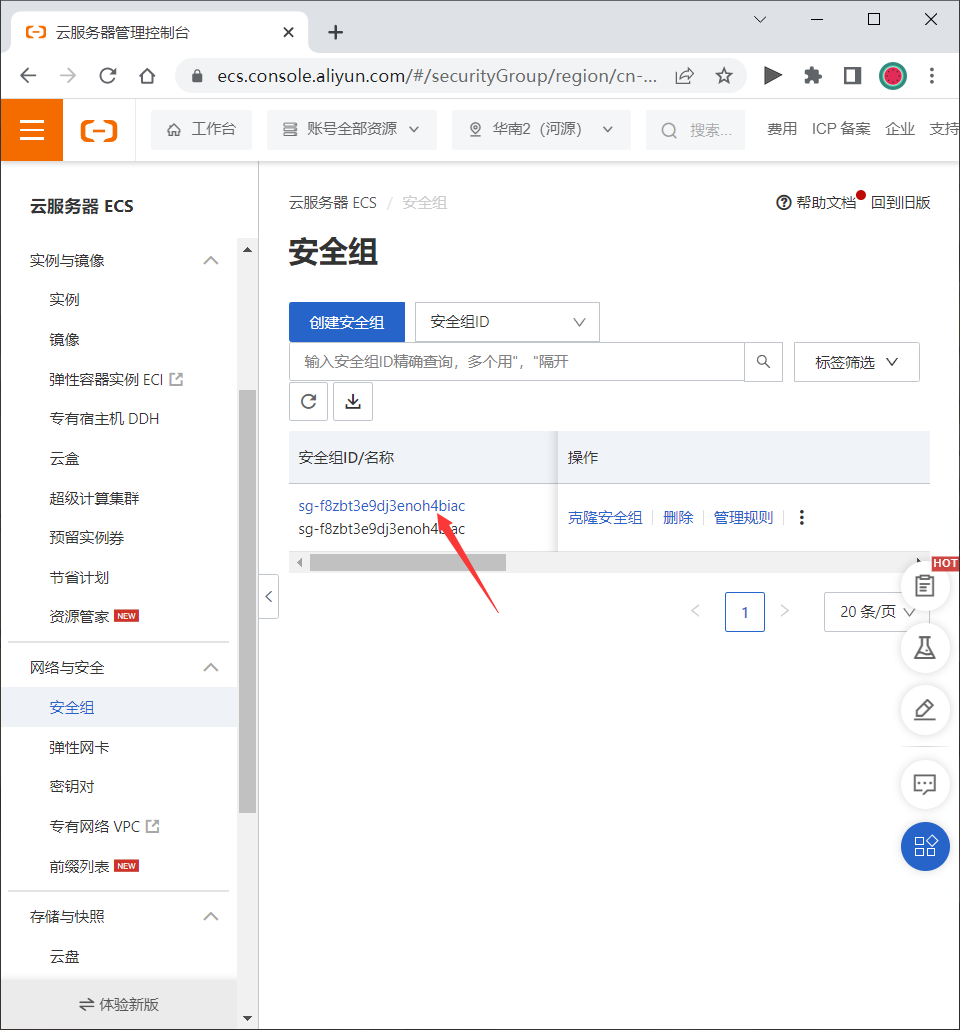 云服务器管理控制台
ecs.console.aliyun.com/#/securityGroup/region/cn-...
工作台
账号全部资源
华南2（河源）
搜索...
费用
ICP 备案
企业
支持
云服务器 ECS
实例与镜像
实例
镜像
弹性容器实例 ECI
专有宿主机 DDH
云盒
超级计算集群
预留实例券
节省计划
资源管家 NEW
网络与安全
安全组
弹性网卡
密钥对
专有网络 VPC
前缀列表 NEW
存储与快照
云盘
体验新版
云服务器 ECS / 安全组
帮助文档
回到旧版
安全组
创建安全组
安全组ID
输入安全组ID精确查询，多个用"，"隔开
标签筛选
安全组ID/名称
操作
sg-f8zbt3e9dj3enoh4biac
sg-f8zbt3e9dj3enoh4biac
克隆安全组
删除
管理规则
1
20 条/页
HOT